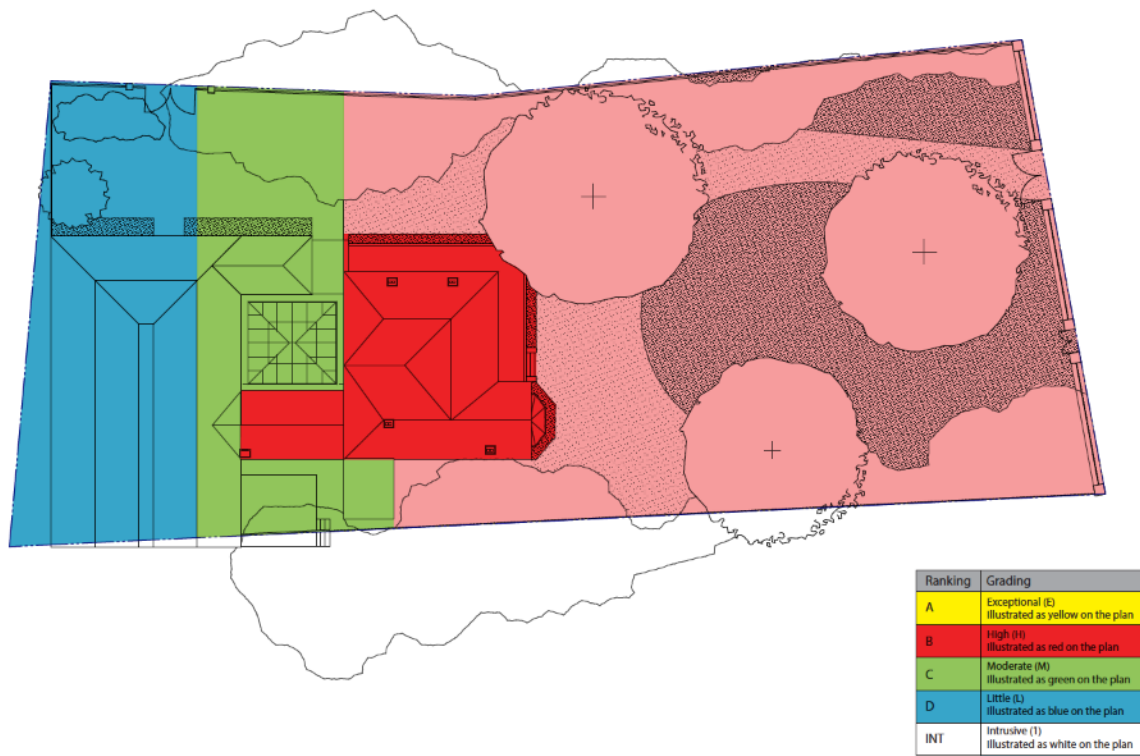 Ranking Grading
A Exceptional (E)
Illustrated as yellow on the plan
B High (H)
Illustrated as red on the plan
C Moderate (M)
Illustrated as green on the plan
D Little (L)
Illustrated as blue on the plan
INT Intrusive (1)
Illustrated as white on the plan